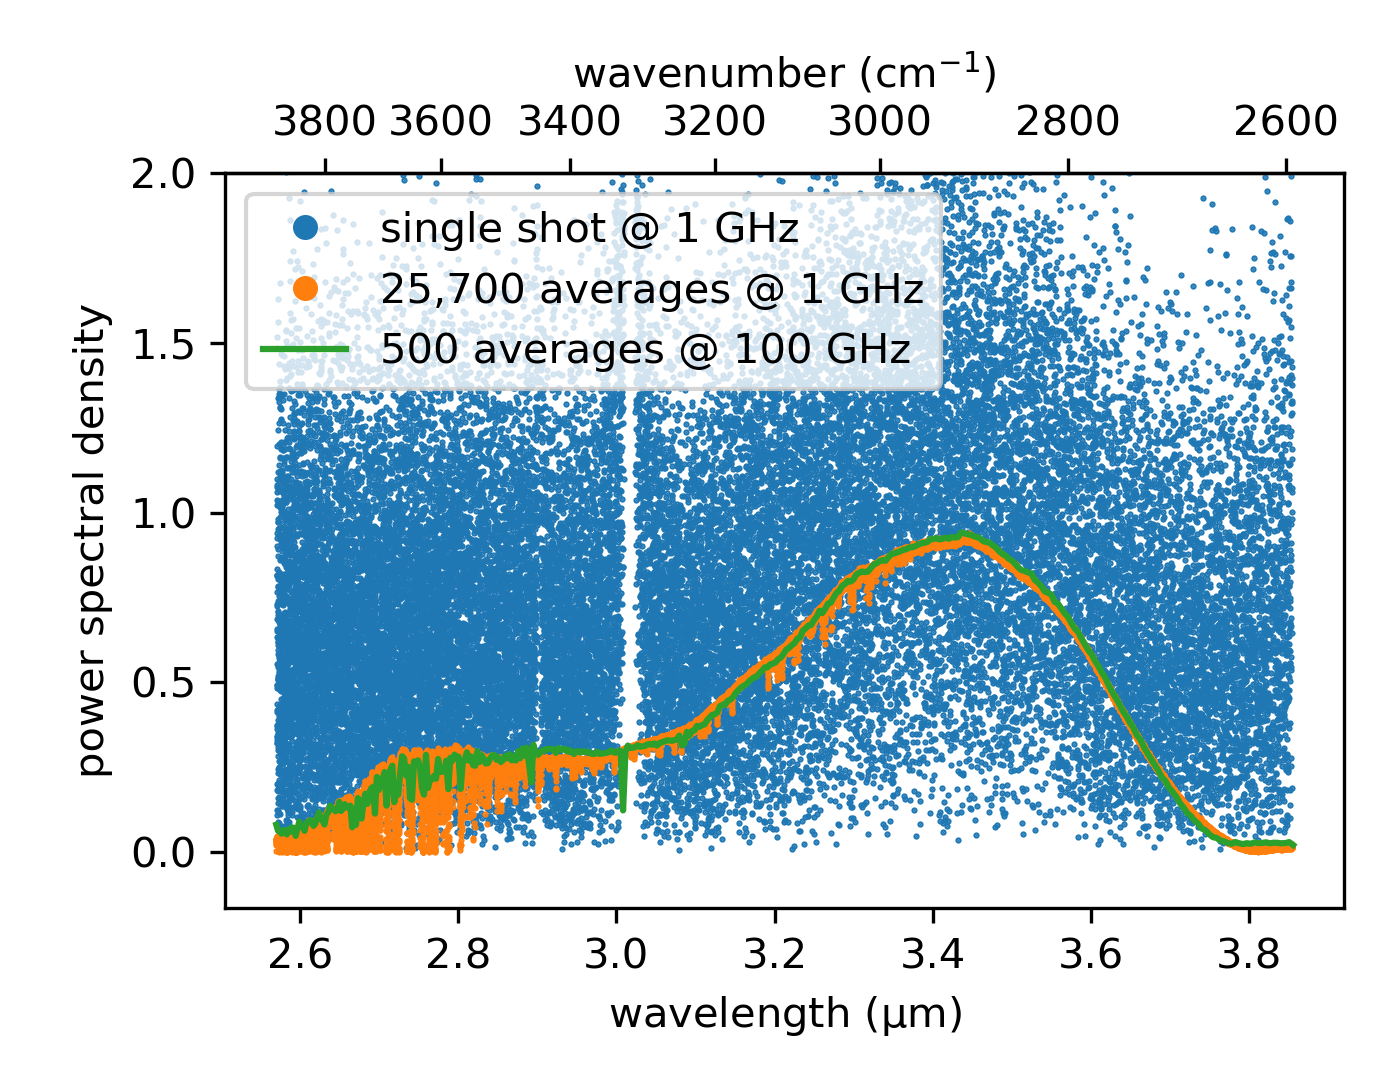 wavenumber (cm⁻¹)
3800 3600 3400 3200 3000 2800 2600
2.0
single shot @ 1 GHz
25,700 averages @ 1 GHz
500 averages @ 100 GHz
1.5
1.0
0.5
0.0
power spectral density
2.6 2.8 3.0 3.2 3.4 3.6 3.8
wavelength (µm)